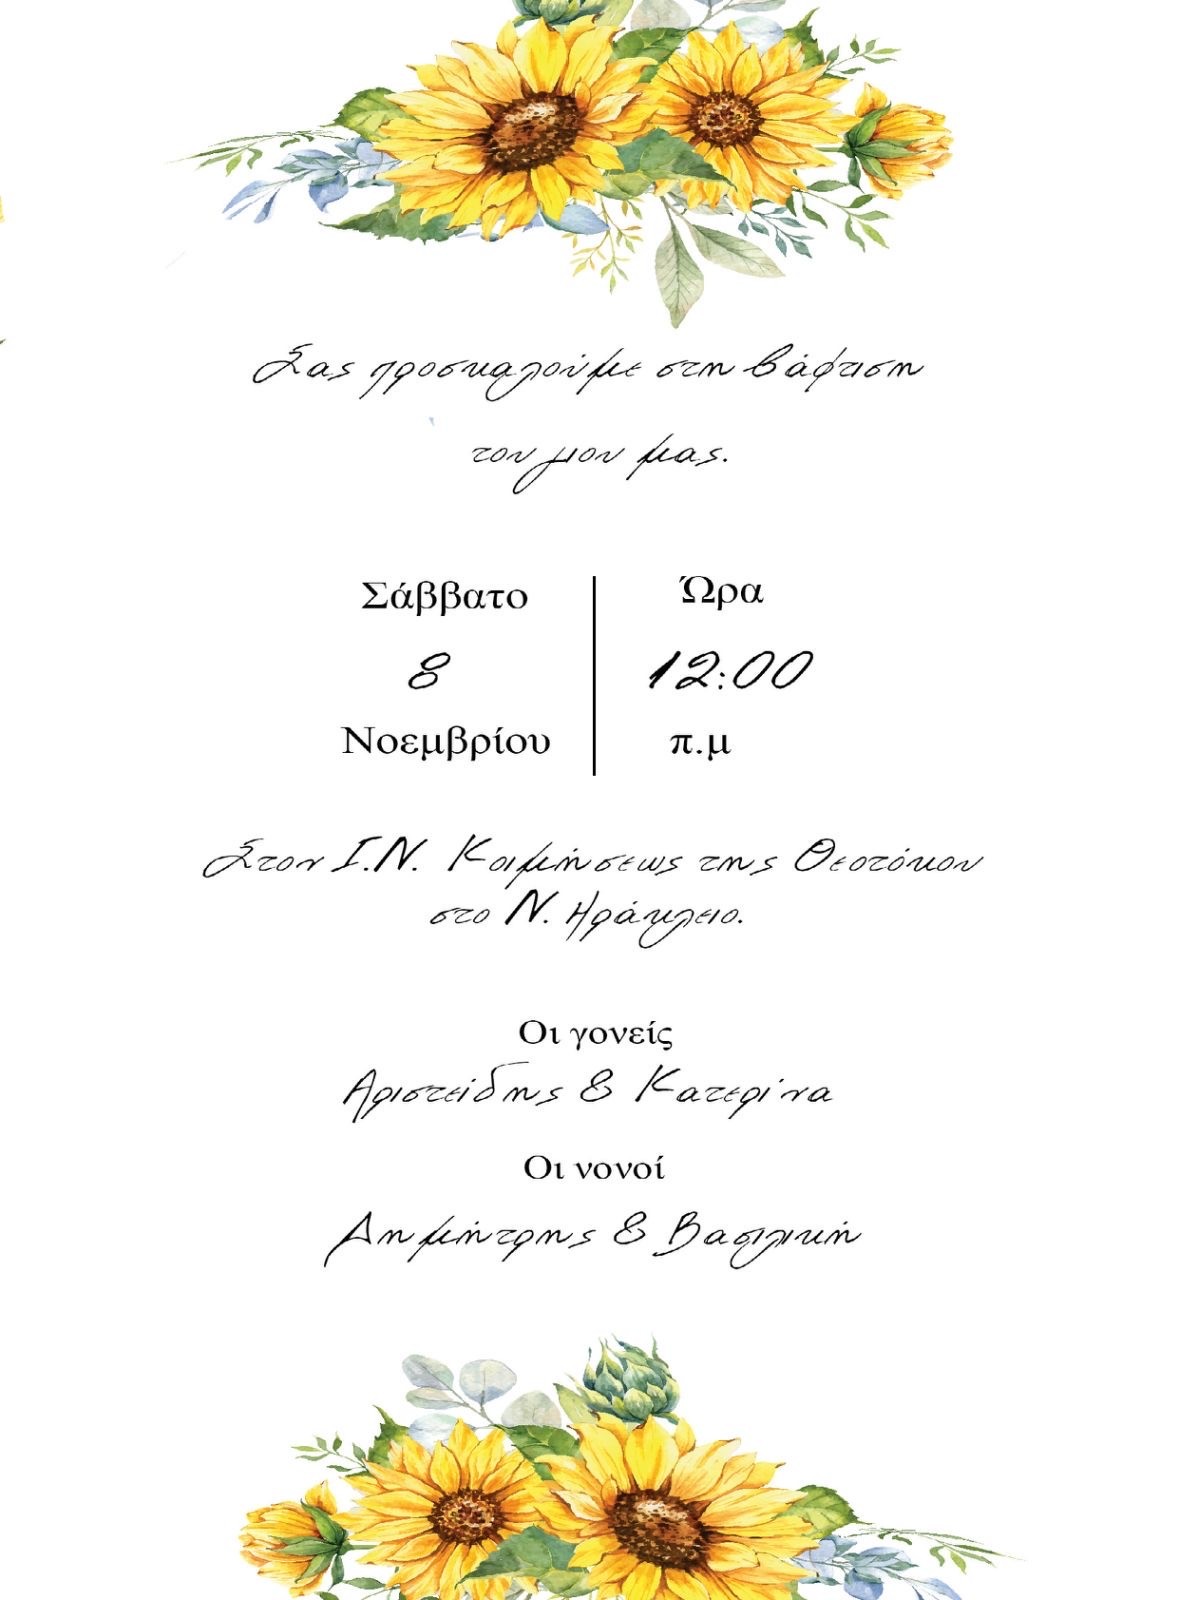 Σας προσκαλούμε στη βάφτιση
του γιου μας.
Σάββατο
8
Νοεμβρίου
Ώρα
12:00
π.μ
Στον Ι.Ν. Κοιμήσεως της Θεοτόκου
στο Ν. Ηράκλειο.
Οι γονείς
Αριστείδης & Κατερίνα
Οι νονοί
Δημήτρης & Βασιλική